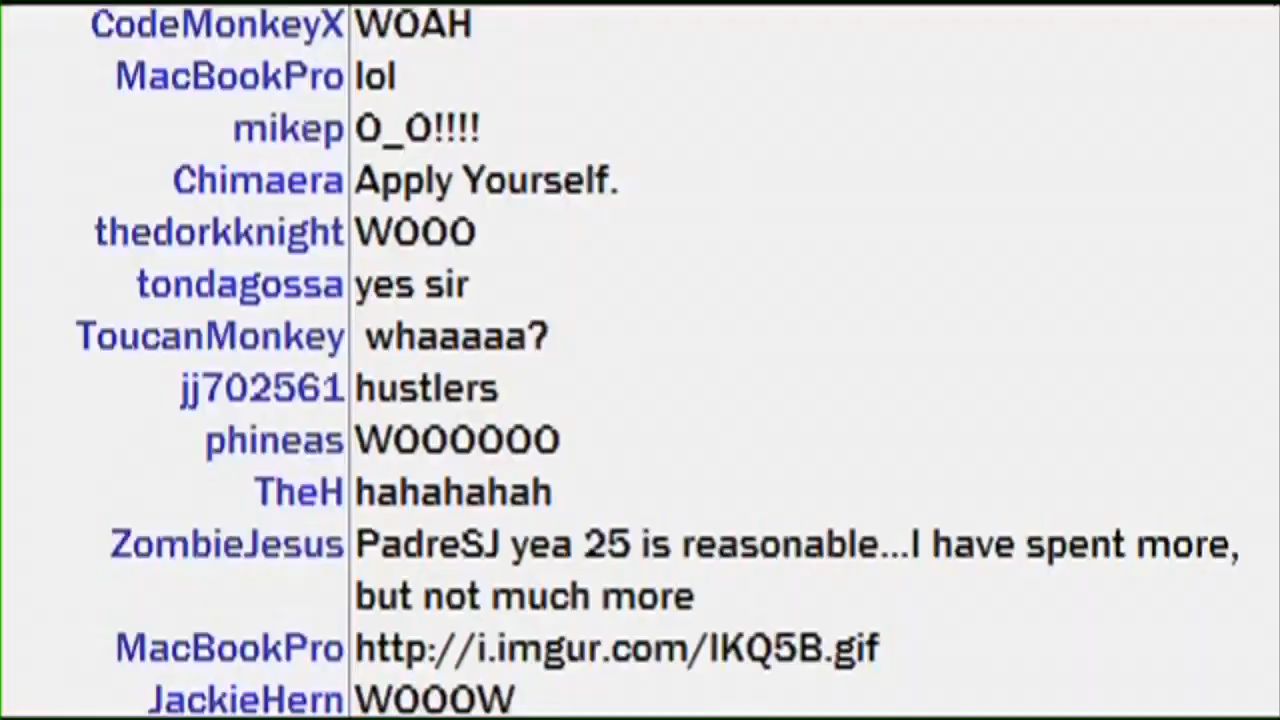 CodeMonkeyX WOAH
MacBookPro lol
mikep O_O!!!!
Chimaera Apply Yourself.
thedorkknight WOOO
tondagossa yes sir
ToucanMonkey whaaaaa?
jj702561 hustlers
phineas WOOOOOO
TheH hahahahah
ZombieJesus PadreSJ yea 25 is reasonable...I have spent more,
but not much more
MacBookPro http://i.imgur.com/IKQ5B.gif
JackieHern WOOOW